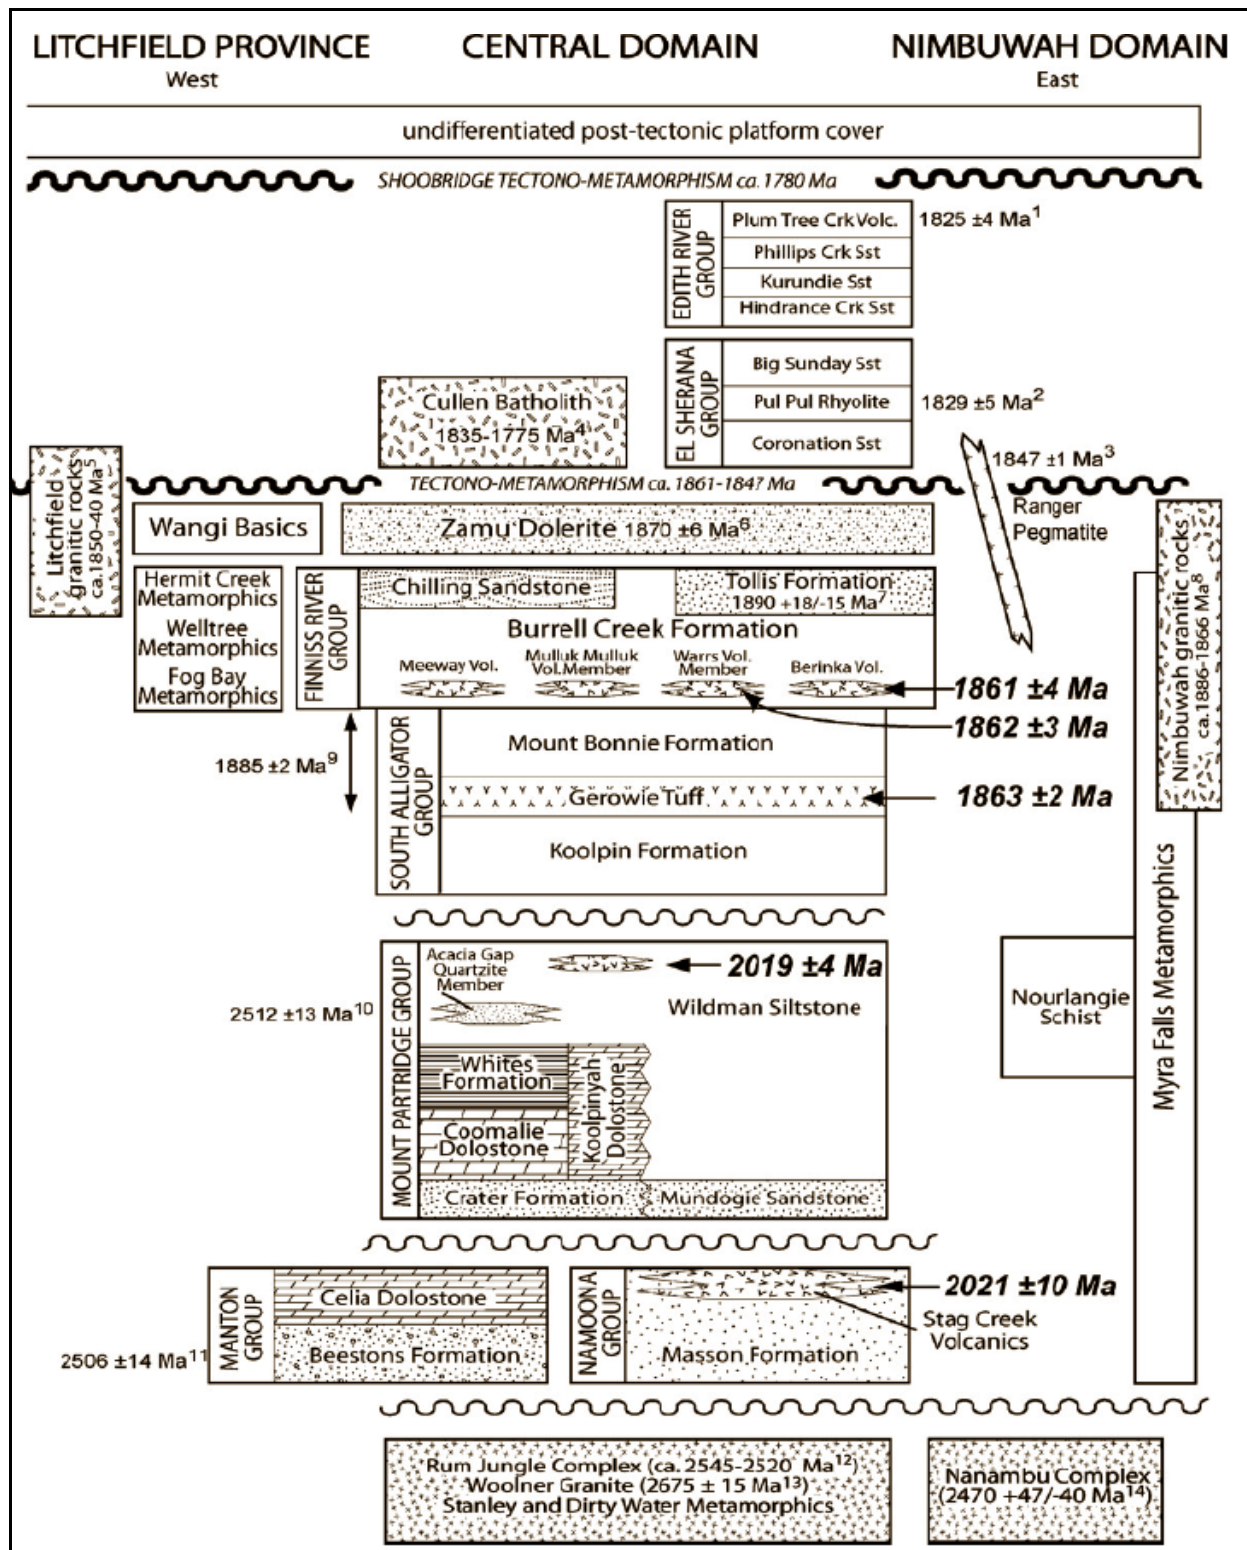 LITCHFIELD PROVINCE
West
CENTRAL DOMAIN
NIMBUWAH DOMAIN
East
undifferentiated post-tectonic platform cover
SHOOBRIDGE TECTONO-METAMORPHISM ca. 1780 Ma
EDITH RIVER
GROUP
Plum Tree Crk Volc.
1825 ±4 Ma¹
Phillips Crk Sst
Kurundie Sst
Hindrance Crk Sst
EL SHERANA
GROUP
Big Sunday Sst
Pul Pul Rhyolite
1829 ±5 Ma²
Coronation Sst
Cullen Batholith
1835-1775 Ma⁴
1847 ±1 Ma³
Ranger
Pegmatite
Litchfield
granitic rocks
ca.1850-40 Ma⁵
TECTONO-METAMORPHISM ca. 1861-1847 Ma
Wangi Basics
Zamu Dolerite 1870 ±6 Ma⁶
Hermit Creek
Metamorphics
Welltree
Metamorphics
Fog Bay
Metamorphics
FINNISS RIVER
GROUP
Chilling Sandstone
Tollis Formation
1890 +18/-15 Ma⁷
Burrell Creek Formation
Meeway Vol.
Mulluk Mulluk
Vol.Member
Warrs Vol.
Member
Berinka Vol.
1861 ±4 Ma
1862 ±3 Ma
Nimbuwah granitic rocks
ca.1886-1866 Ma⁸
1885 ±2 Ma⁹
SOUTH ALLIGATOR
GROUP
Mount Bonnie Formation
Gerowie Tuff
1863 ±2 Ma
Koolpin Formation
Myra Falls Metamorphics
Nourlangie
Schist
MOUNT PARTRIDGE GROUP
2512 ±13 Ma¹⁰
Acacia Gap
Quartzite
Member
2019 ±4 Ma
Wildman Siltstone
Whites
Formation
Koolpinyah
Dolostone
Coomalie
Dolostone
Crater Formation
Mundogie Sandstone
MANTON
GROUP
Celia Dolostone
Beestons Formation
2506 ±14 Ma¹¹
NAMOONA
GROUP
2021 ±10 Ma
Stag Creek
Volcanics
Masson Formation
Rum Jungle Complex (ca. 2545-2520 Ma¹²)
Woolner Granite (2675 ± 15 Ma¹³)
Stanley and Dirty Water Metamorphics
Nanambu Complex
(2470 +47/-40 Ma¹⁴)